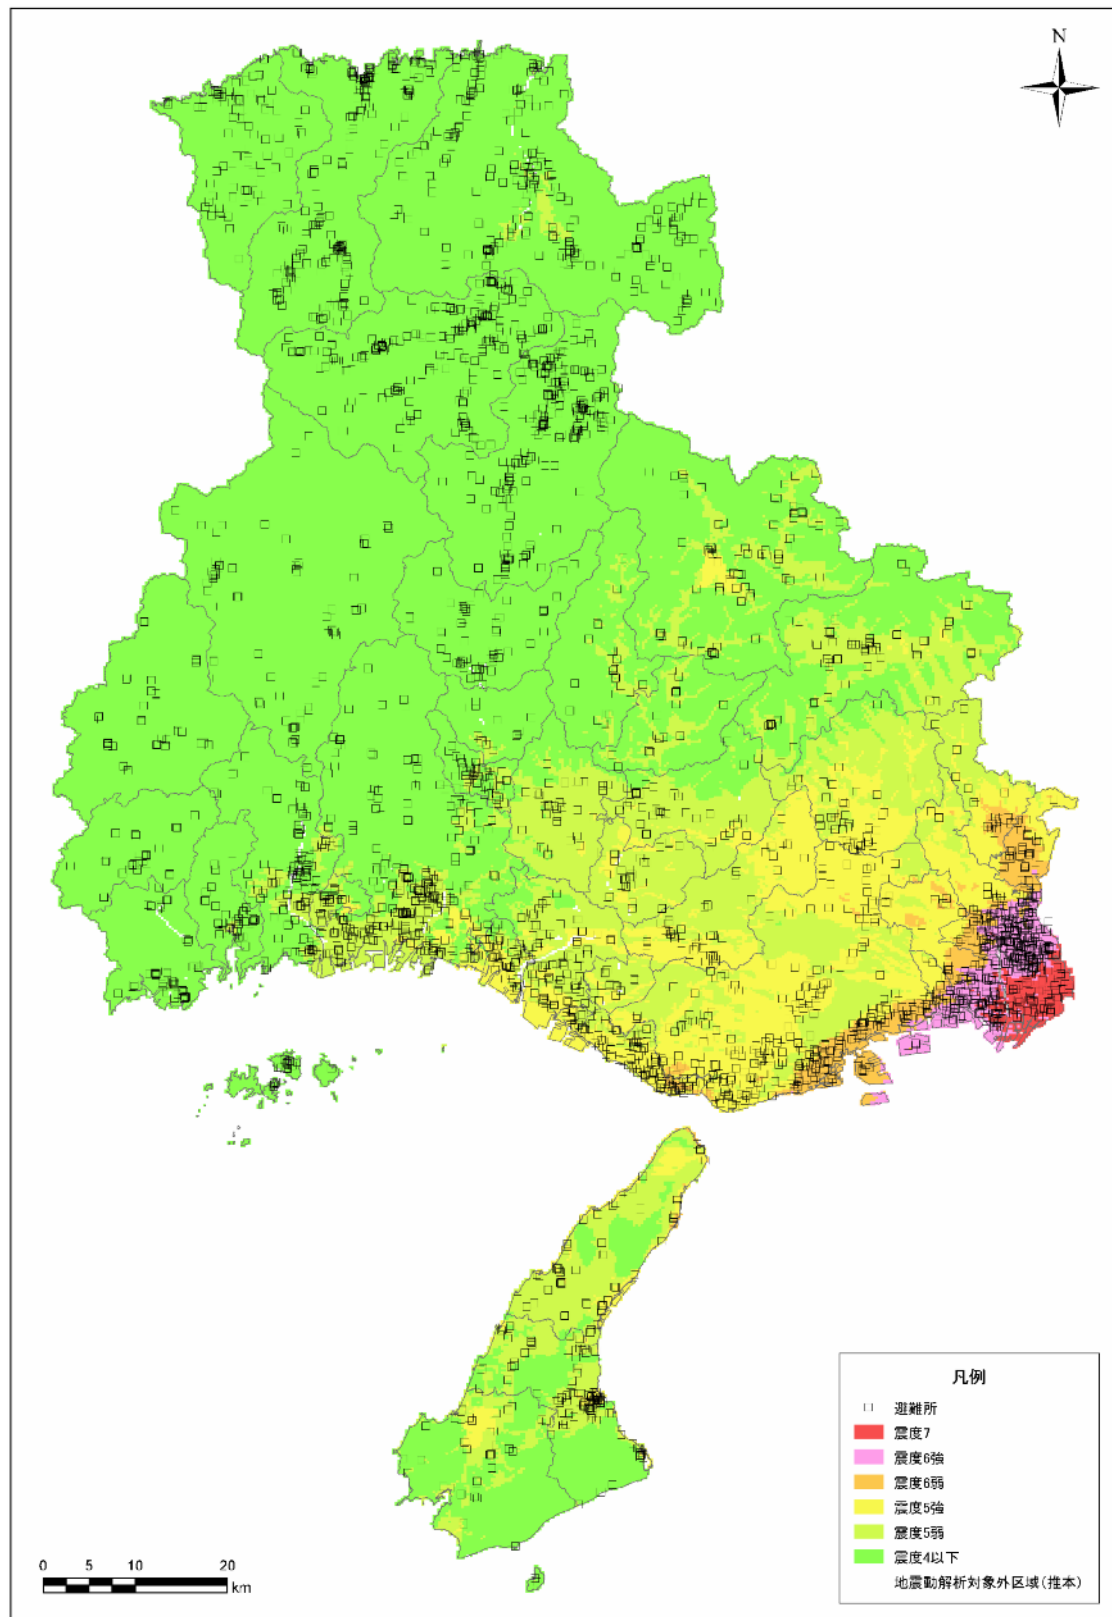 N
凡例
避難所
震度7
震度6強
震度6弱
震度5強
震度5弱
震度4以下
地震動解析対象外区域(推本)
0 5 10 20
km